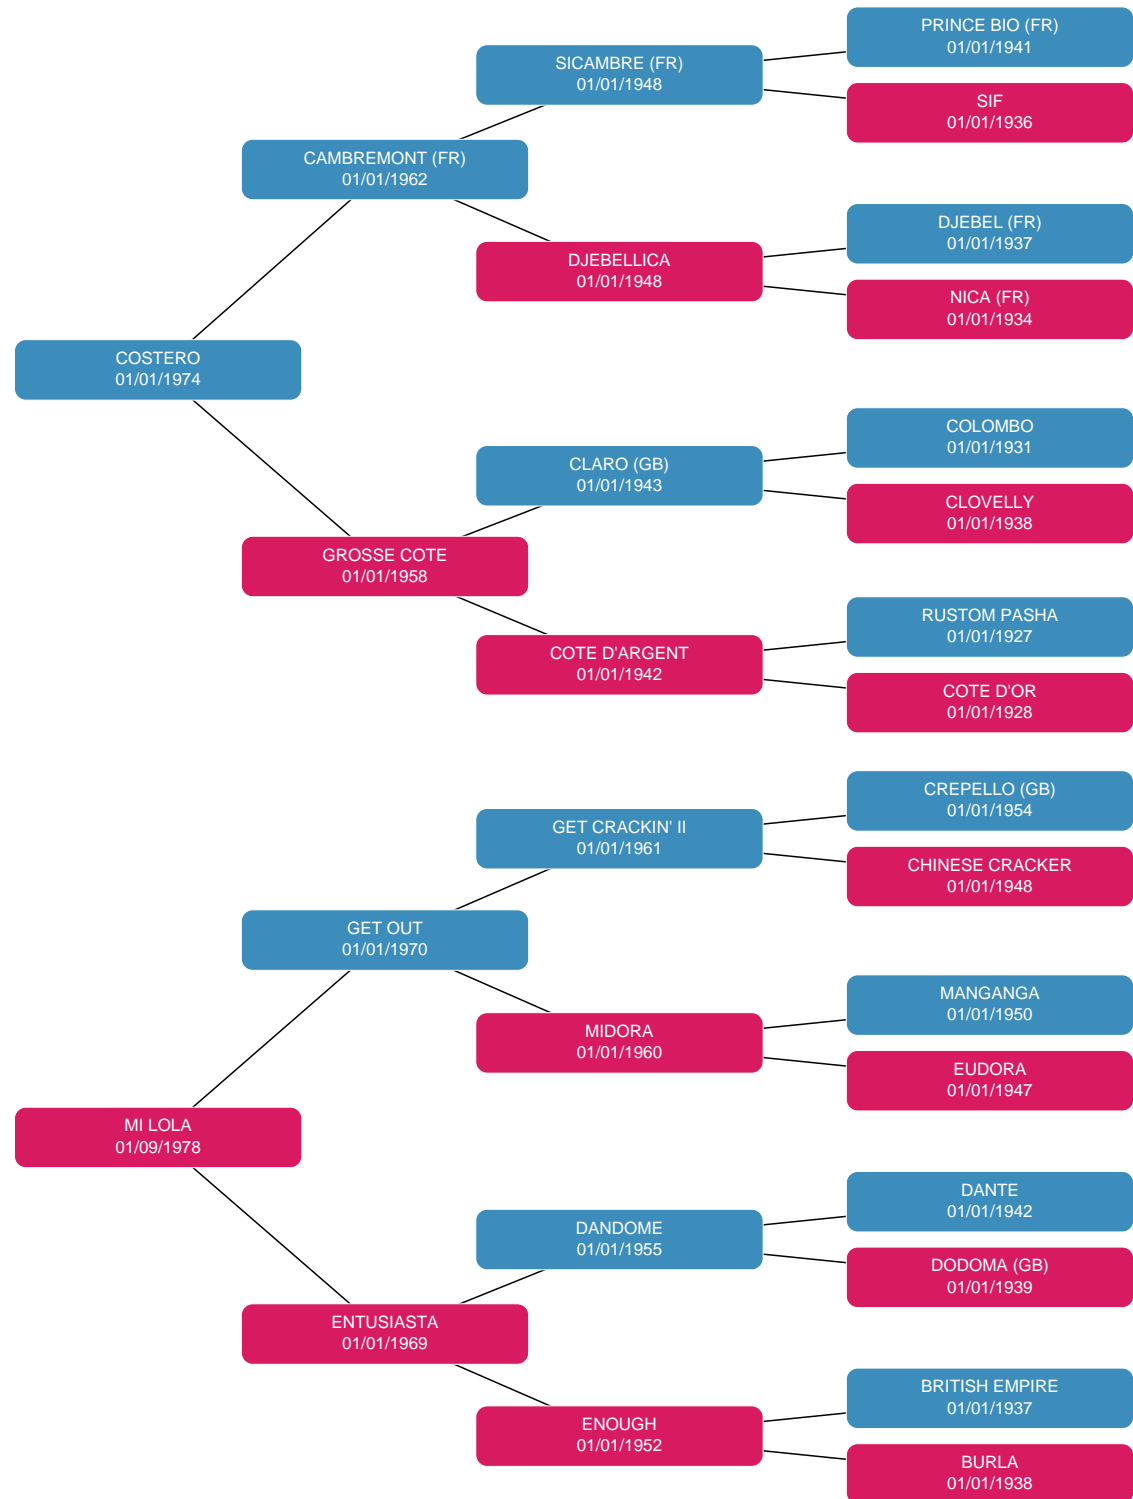 PRINCE BIO (FR)
01/01/1941
SICAMBRE (FR)
01/01/1948
SIF
01/01/1936
CAMBREMONT (FR)
01/01/1962
DJEBEL (FR)
01/01/1937
DJEBELLICA
01/01/1948
NICA (FR)
01/01/1934
COSTERO
01/01/1974
COLOMBO
01/01/1931
CLARO (GB)
01/01/1943
CLOVELLY
01/01/1938
GROSSE COTE
01/01/1958
RUSTOM PASHA
01/01/1927
COTE D'ARGENT
01/01/1942
COTE D'OR
01/01/1928
CREPELLO (GB)
01/01/1954
GET CRACKIN' II
01/01/1961
CHINESE CRACKER
01/01/1948
GET OUT
01/01/1970
MANGANGA
01/01/1950
MIDORA
01/01/1960
EUDORA
01/01/1947
MI LOLA
01/09/1978
DANTE
01/01/1942
DANDOME
01/01/1955
DODOMA (GB)
01/01/1939
ENTUSIASTA
01/01/1969
BRITISH EMPIRE
01/01/1937
ENOUGH
01/01/1952
BURLA
01/01/1938